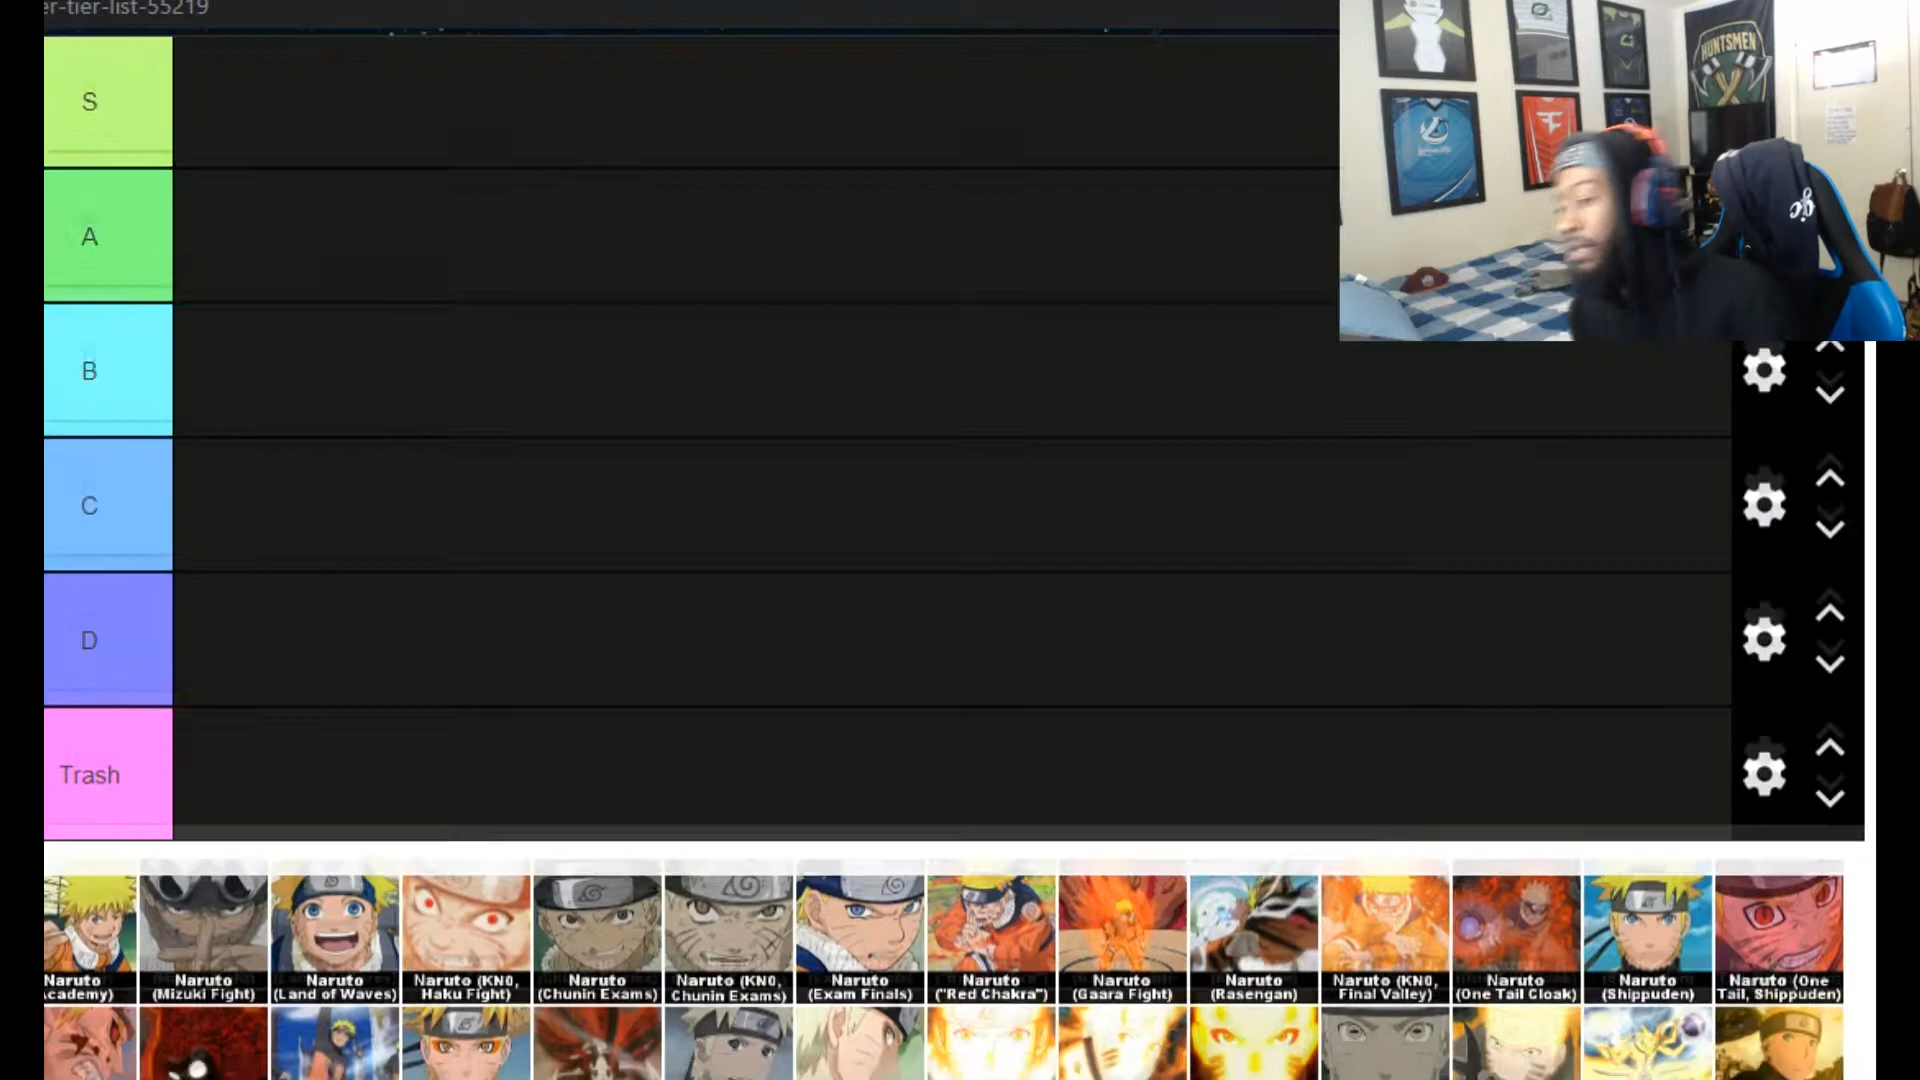 er-tier-list-55219
S
HUNTSMEN
A
B
C
D
Trash
Naruto
cademy)
Naruto
(Mizuki Fight)
Naruto
(Land of Waves)
Naruto (KN0,
Haku Fight)
Naruto
(Chunin Exams)
Naruto (KN0,
Chunin Exams)
Naruto
(Exam Finals)
Naruto
("Red Chakra")
Naruto
(Gaara Fight)
Naruto
(Rasengan)
Naruto (KN0,
Final Valley)
Naruto
(One Tail Cloak)
Naruto
(Shippuden)
Naruto (One
Tail, Shippuden)